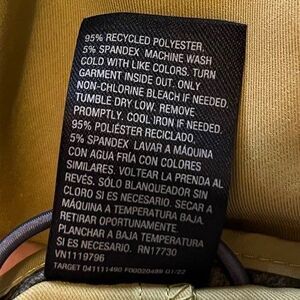 95% RECYCLED POLYESTER,
5% SPANDEX MACHINE WASH
COLD WITH LIKE COLORS. TURN
GARMENT INSIDE OUT. ONLY
NON-CHLORINE BLEACH IF NEEDED.
TUMBLE DRY LOW. REMOVE
PROMPTLY. COOL IRON IF NEEDED.
95% POLIÉSTER RECICLADO,
5% SPANDEX LAVAR A MÁQUINA
CON AGUA FRÍA CON COLORES
SIMILARES. VOLTEAR LA PRENDA AL
REVÉS. SÓLO BLANQUEADOR SIN
CLORO SI ES NECESARIO. SECAR A
MÁQUINA A TEMPERATURA BAJA.
RETIRAR OPORTUNAMENTE.
PLANCHAR A BAJA TEMPERATURA
SI ES NECESARIO. RN17730
VN1119796
TARGET 041111490 F0020499 Q1/22